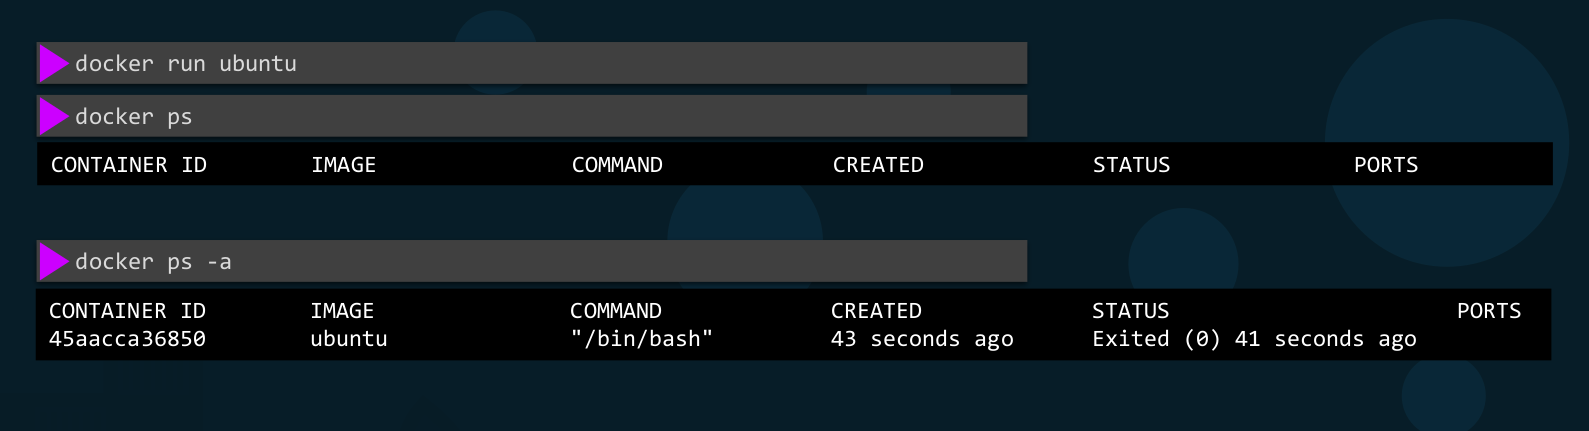 docker run ubuntu
docker ps
CONTAINER ID IMAGE COMMAND CREATED STATUS PORTS
docker ps -a
CONTAINER ID IMAGE COMMAND CREATED STATUS PORTS
45aacca36850 ubuntu "/bin/bash" 43 seconds ago Exited (0) 41 seconds ago